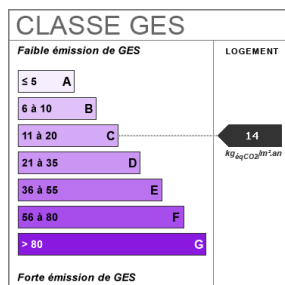 CLASSE GES
Faible émission de GES
LOGEMENT
≤ 5 A
6 à 10 B
11 à 20 C
14
kgéqCO2/m².an
21 à 35 D
36 à 55 E
56 à 80 F
> 80 G
Forte émission de GES